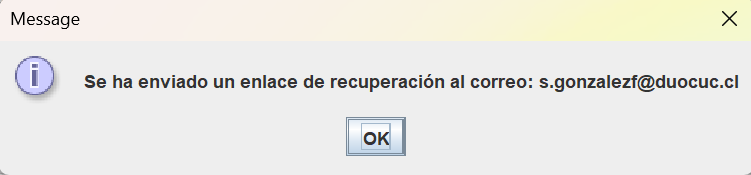 Message
Se ha enviado un enlace de recuperación al correo: s.gonzalezf@duocuc.cl
OK